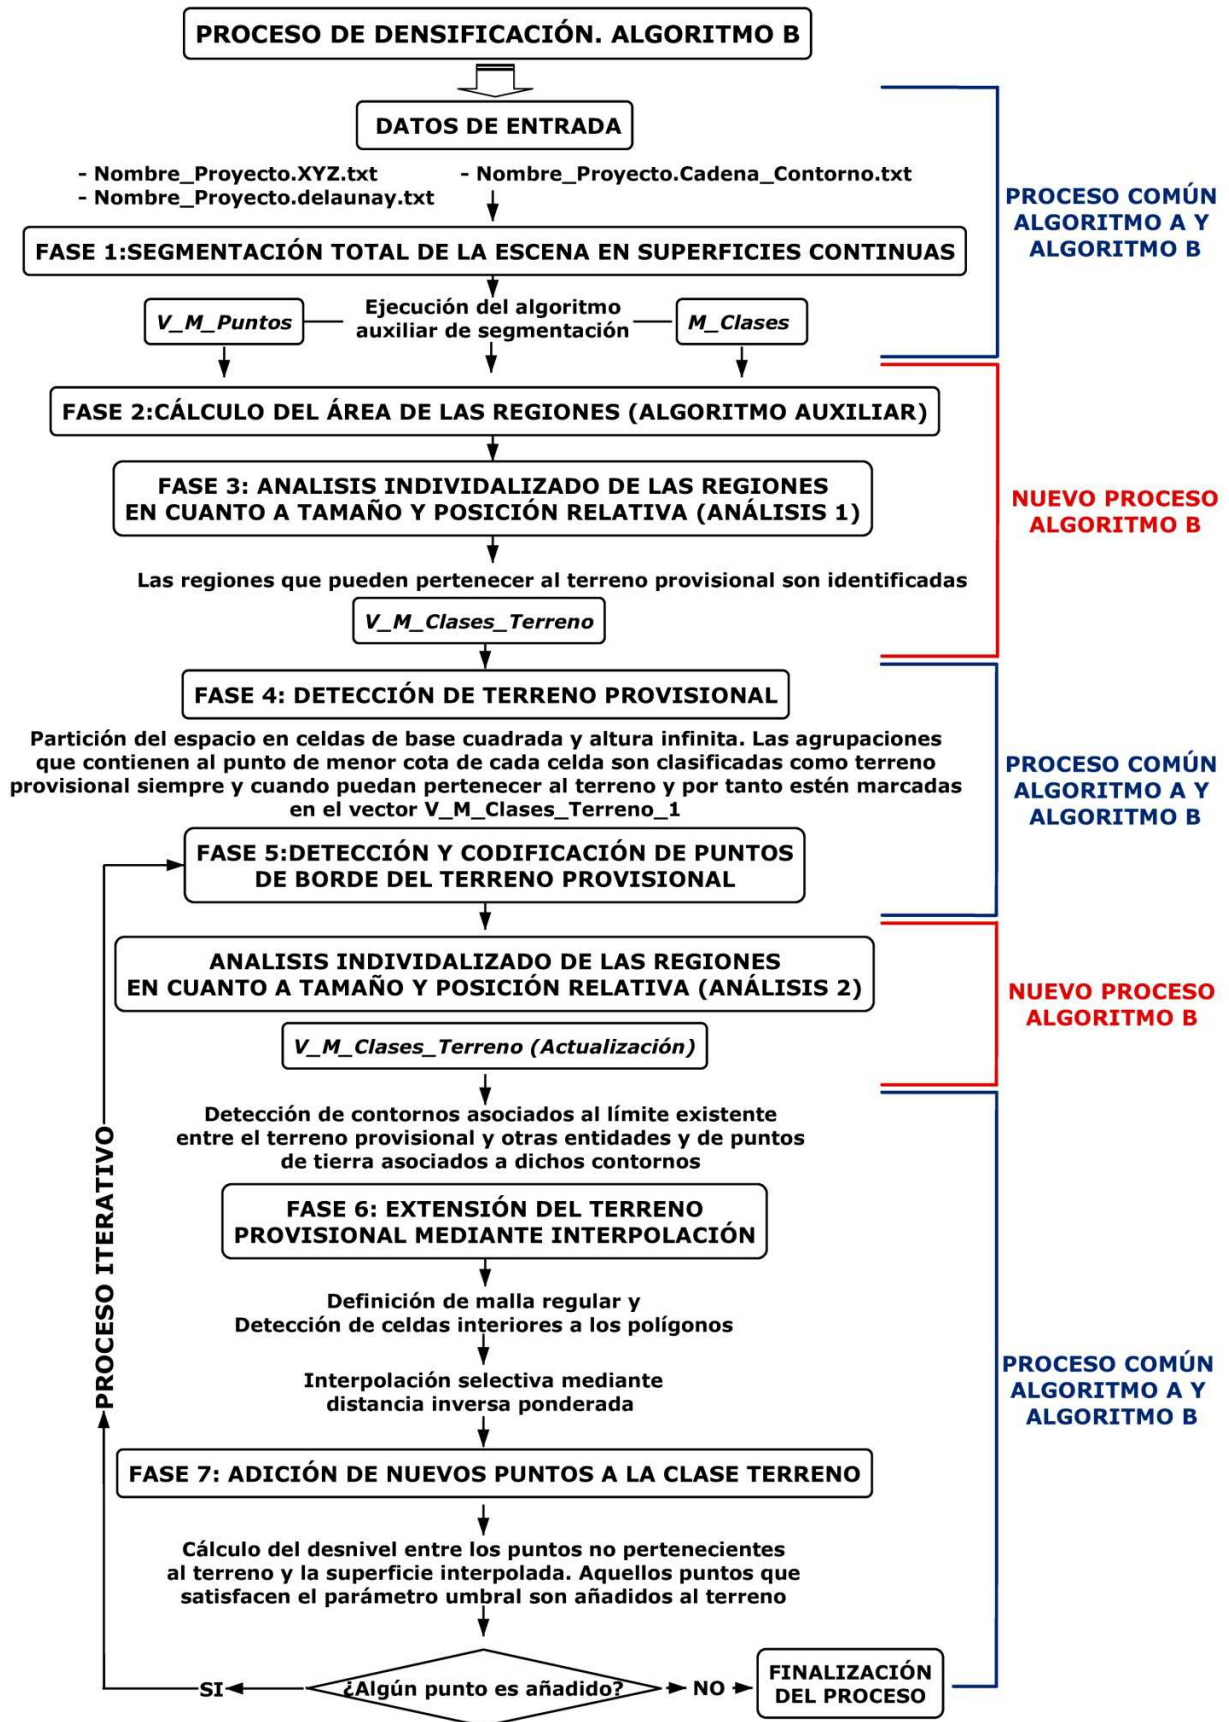 PROCESO DE DENSIFICACIÓN. ALGORITMO B
DATOS DE ENTRADA
- Nombre_Proyecto.XYZ.txt
- Nombre_Proyecto.delaunay.txt
- Nombre_Proyecto.Cadena_Contorno.txt
PROCESO COMÚN
ALGORITMO A Y
ALGORITMO B
FASE 1:SEGMENTACIÓN TOTAL DE LA ESCENA EN SUPERFICIES CONTINUAS
V_M_Puntos
Ejecución del algoritmo
auxiliar de segmentación
M_Clases
FASE 2:CÁLCULO DEL ÁREA DE LAS REGIONES (ALGORITMO AUXILIAR)
FASE 3: ANALISIS INDIVIDALIZADO DE LAS REGIONES
EN CUANTO A TAMAÑO Y POSICIÓN RELATIVA (ANÁLISIS 1)
NUEVO PROCESO
ALGORITMO B
Las regiones que pueden pertenecer al terreno provisional son identificadas
V_M_Clases_Terreno
FASE 4: DETECCIÓN DE TERRENO PROVISIONAL
Partición del espacio en celdas de base cuadrada y altura infinita. Las agrupaciones
que contienen al punto de menor cota de cada celda son clasificadas como terreno
provisional siempre y cuando puedan pertenecer al terreno y por tanto estén marcadas
en el vector V_M_Clases_Terreno_1
PROCESO COMÚN
ALGORITMO A Y
ALGORITMO B
FASE 5:DETECCIÓN Y CODIFICACIÓN DE PUNTOS
DE BORDE DEL TERRENO PROVISIONAL
ANALISIS INDIVIDALIZADO DE LAS REGIONES
EN CUANTO A TAMAÑO Y POSICIÓN RELATIVA (ANÁLISIS 2)
V_M_Clases_Terreno (Actualización)
NUEVO PROCESO
ALGORITMO B
Detección de contornos asociados al límite existente
entre el terreno provisional y otras entidades y de puntos
de tierra asociados a dichos contornos
PROCESO ITERATIVO
FASE 6: EXTENSIÓN DEL TERRENO
PROVISIONAL MEDIANTE INTERPOLACIÓN
Definición de malla regular y
Detección de celdas interiores a los polígonos
Interpolación selectiva mediante
distancia inversa ponderada
PROCESO COMÚN
ALGORITMO A Y
ALGORITMO B
FASE 7: ADICIÓN DE NUEVOS PUNTOS A LA CLASE TERRENO
Cálculo del desnivel entre los puntos no pertenecientes
al terreno y la superficie interpolada. Aquellos puntos que
satisfacen el parámetro umbral son añadidos al terreno
SI
¿Algún punto es añadido?
NO
FINALIZACIÓN
DEL PROCESO